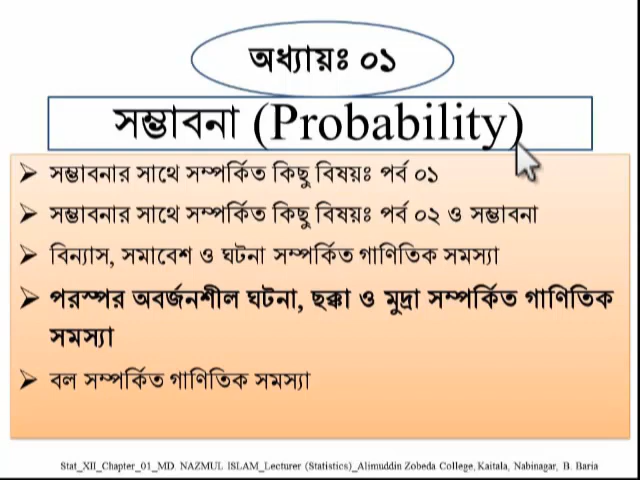 অধ্যায়ঃ ০১
সম্ভাবনা (Probability)
সম্ভাবনার সাথে সম্পর্কিত কিছু বিষয়ঃ পর্ব ০১
সম্ভাবনার সাথে সম্পর্কিত কিছু বিষয়ঃ পর্ব ০২ ও সম্ভাবনা
বিন্যাস, সমাবেশ ও ঘটনা সম্পর্কিত গাণিতিক সমস্যা
পরস্পর অবর্জনশীল ঘটনা, ছক্কা ও মুদ্রা সম্পর্কিত গাণিতিক
সমস্যা
বল সম্পর্কিত গাণিতিক সমস্যা
Stat_XII_Chapter_01_MD. NAZMUL ISLAM_Lecturer (Statistics)_Alimuddin Zobeda College, Kaitala, Nabinagar, B. Baria